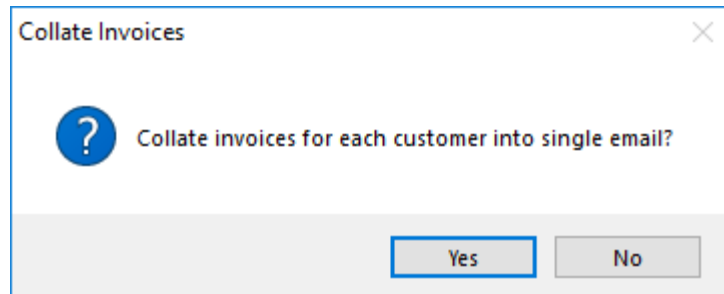 Collate Invoices
Collate invoices for each customer into single email?
Yes
No